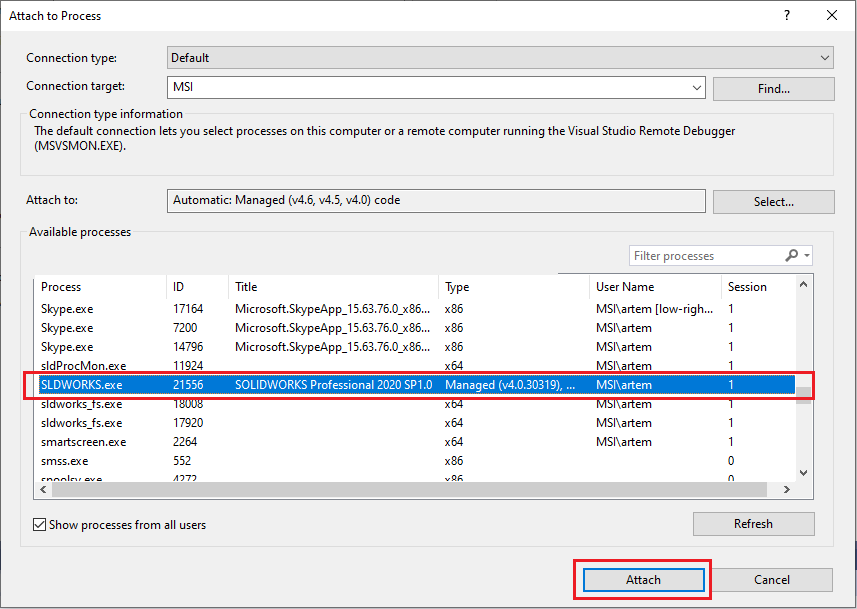 Attach to Process
?
Connection type:
Default
Connection target:
MSI
Find...
Connection type information
The default connection lets you select processes on this computer or a remote computer running the Visual Studio Remote Debugger
(MSVSMON.EXE).
Attach to:
Automatic: Managed (v4.6, v4.5, v4.0) code
Select...
Available processes
Filter processes
Process ID Title Type User Name Session
Skype.exe 17164 Microsoft.SkypeApp_15.63.76.0_x86... x86 MSI\artem [low-righ... 1
Skype.exe 7200 Microsoft.SkypeApp_15.63.76.0_x86... x86 MSI\artem 1
Skype.exe 14796 Microsoft.SkypeApp_15.63.76.0_x86... x86 MSI\artem 1
sldProcMon.exe 11924 x64 MSI\artem 1
SLDWORKS.exe 21556 SOLIDWORKS Professional 2020 SP1.0 Managed (v4.0.30319), ... MSI\artem 1
sldworks_fs.exe 18008 x64 MSI\artem 1
sldworks_fs.exe 17920 x64 MSI\artem 1
smartscreen.exe 2264 x64 MSI\artem 1
smss.exe 552 x86 0
spoolsv.exe 4272 x86 0
Show processes from all users
Refresh
Attach
Cancel